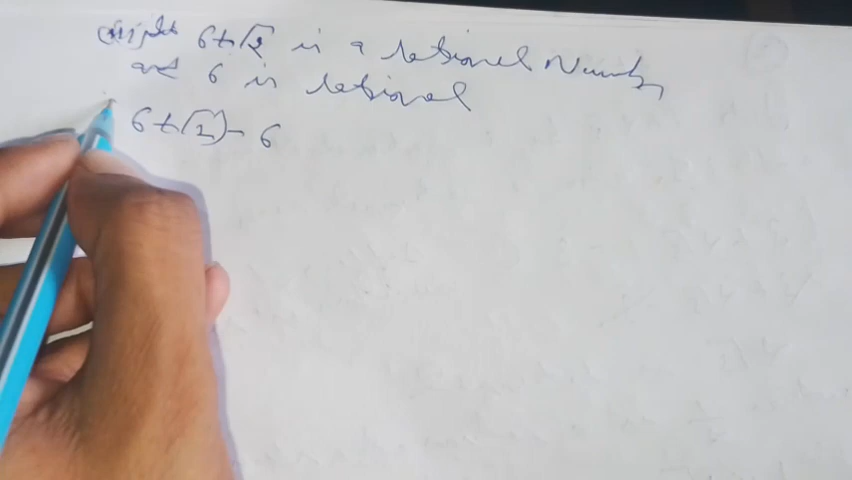 6+√2 is a rational Number
and 6 is rational
6+√2)- 6